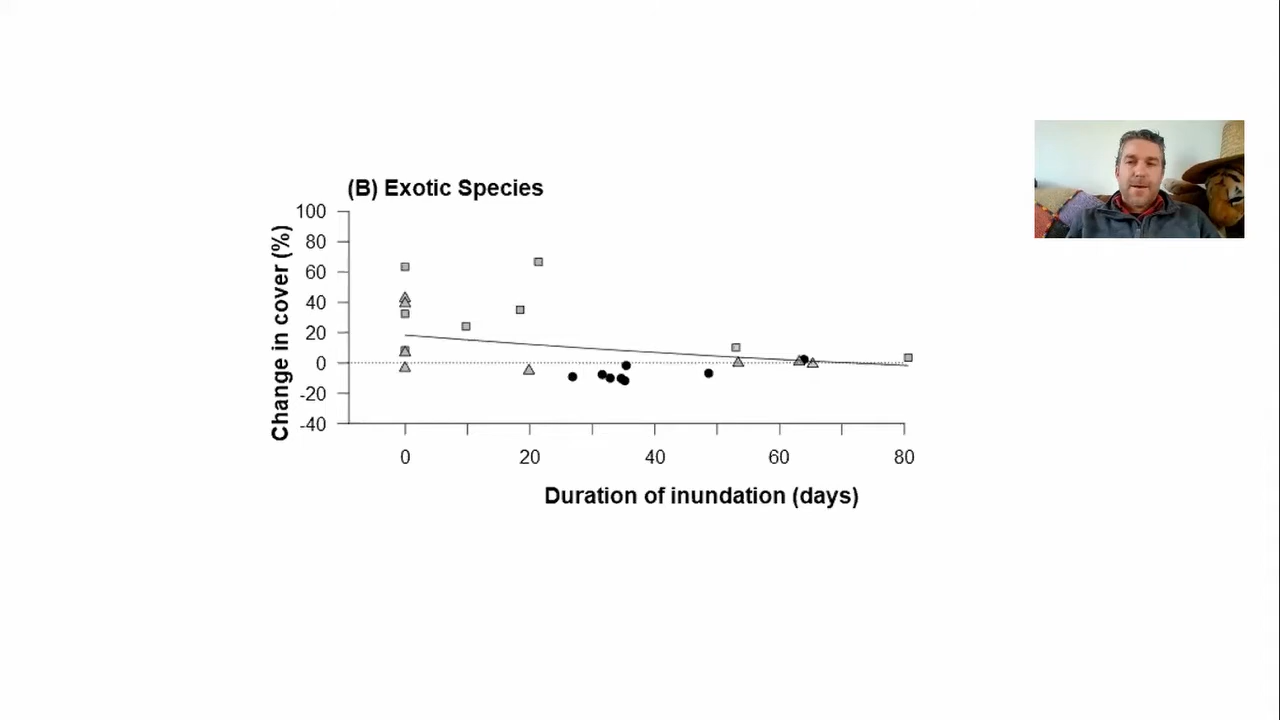 (B) Exotic Species
Change in cover (%)
100
80
60
40
20
0
-20
-40
0 20 40 60 80
Duration of inundation (days)